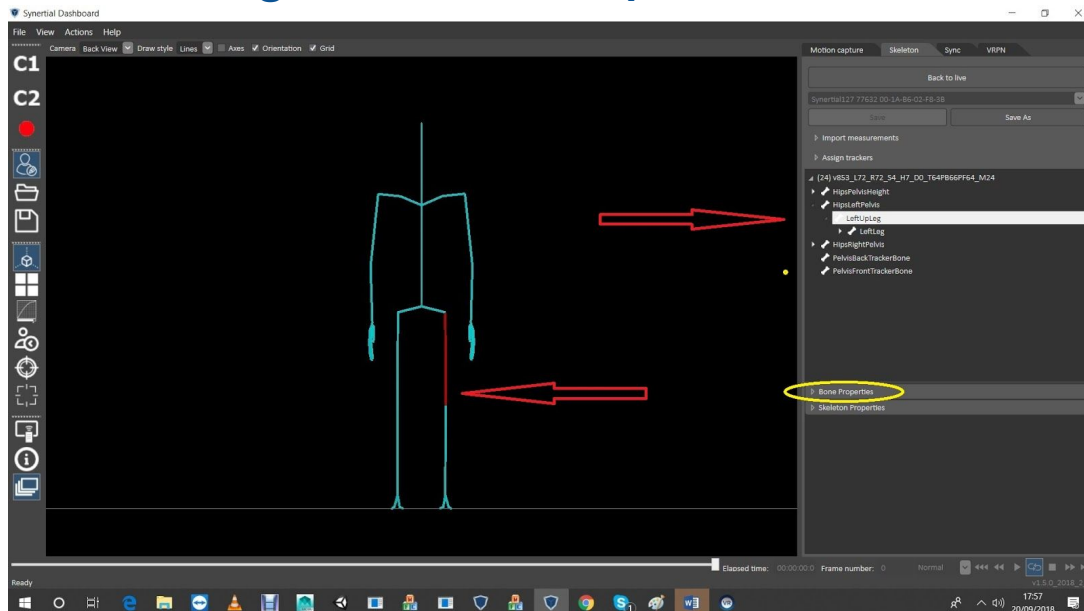 Synertial Dashboard
File View Actions Help
Camera Back View Draw style Lines Axes Orientation Grid
C1
C2
Motion capture Skeleton Sync VRPN
Back to live
Synertial127 77632 00-1A-B6-02-F8-3B
Save Save As
Import measurements
Assign trackers
(24) v853_L72_R72_S4_H7_D0_T64PB66PF64_M24
HipsPelvisHeight
HipsLeftPelvis
LeftUpLeg
LeftLeg
HipsRightPelvis
PelvisBackTrackerBone
PelvisFrontTrackerBone
Bone Properties
Skeleton Properties
Elapsed time: 00:00:00:0 Frame number: 0 Normal
Ready
17:57
20/09/2018